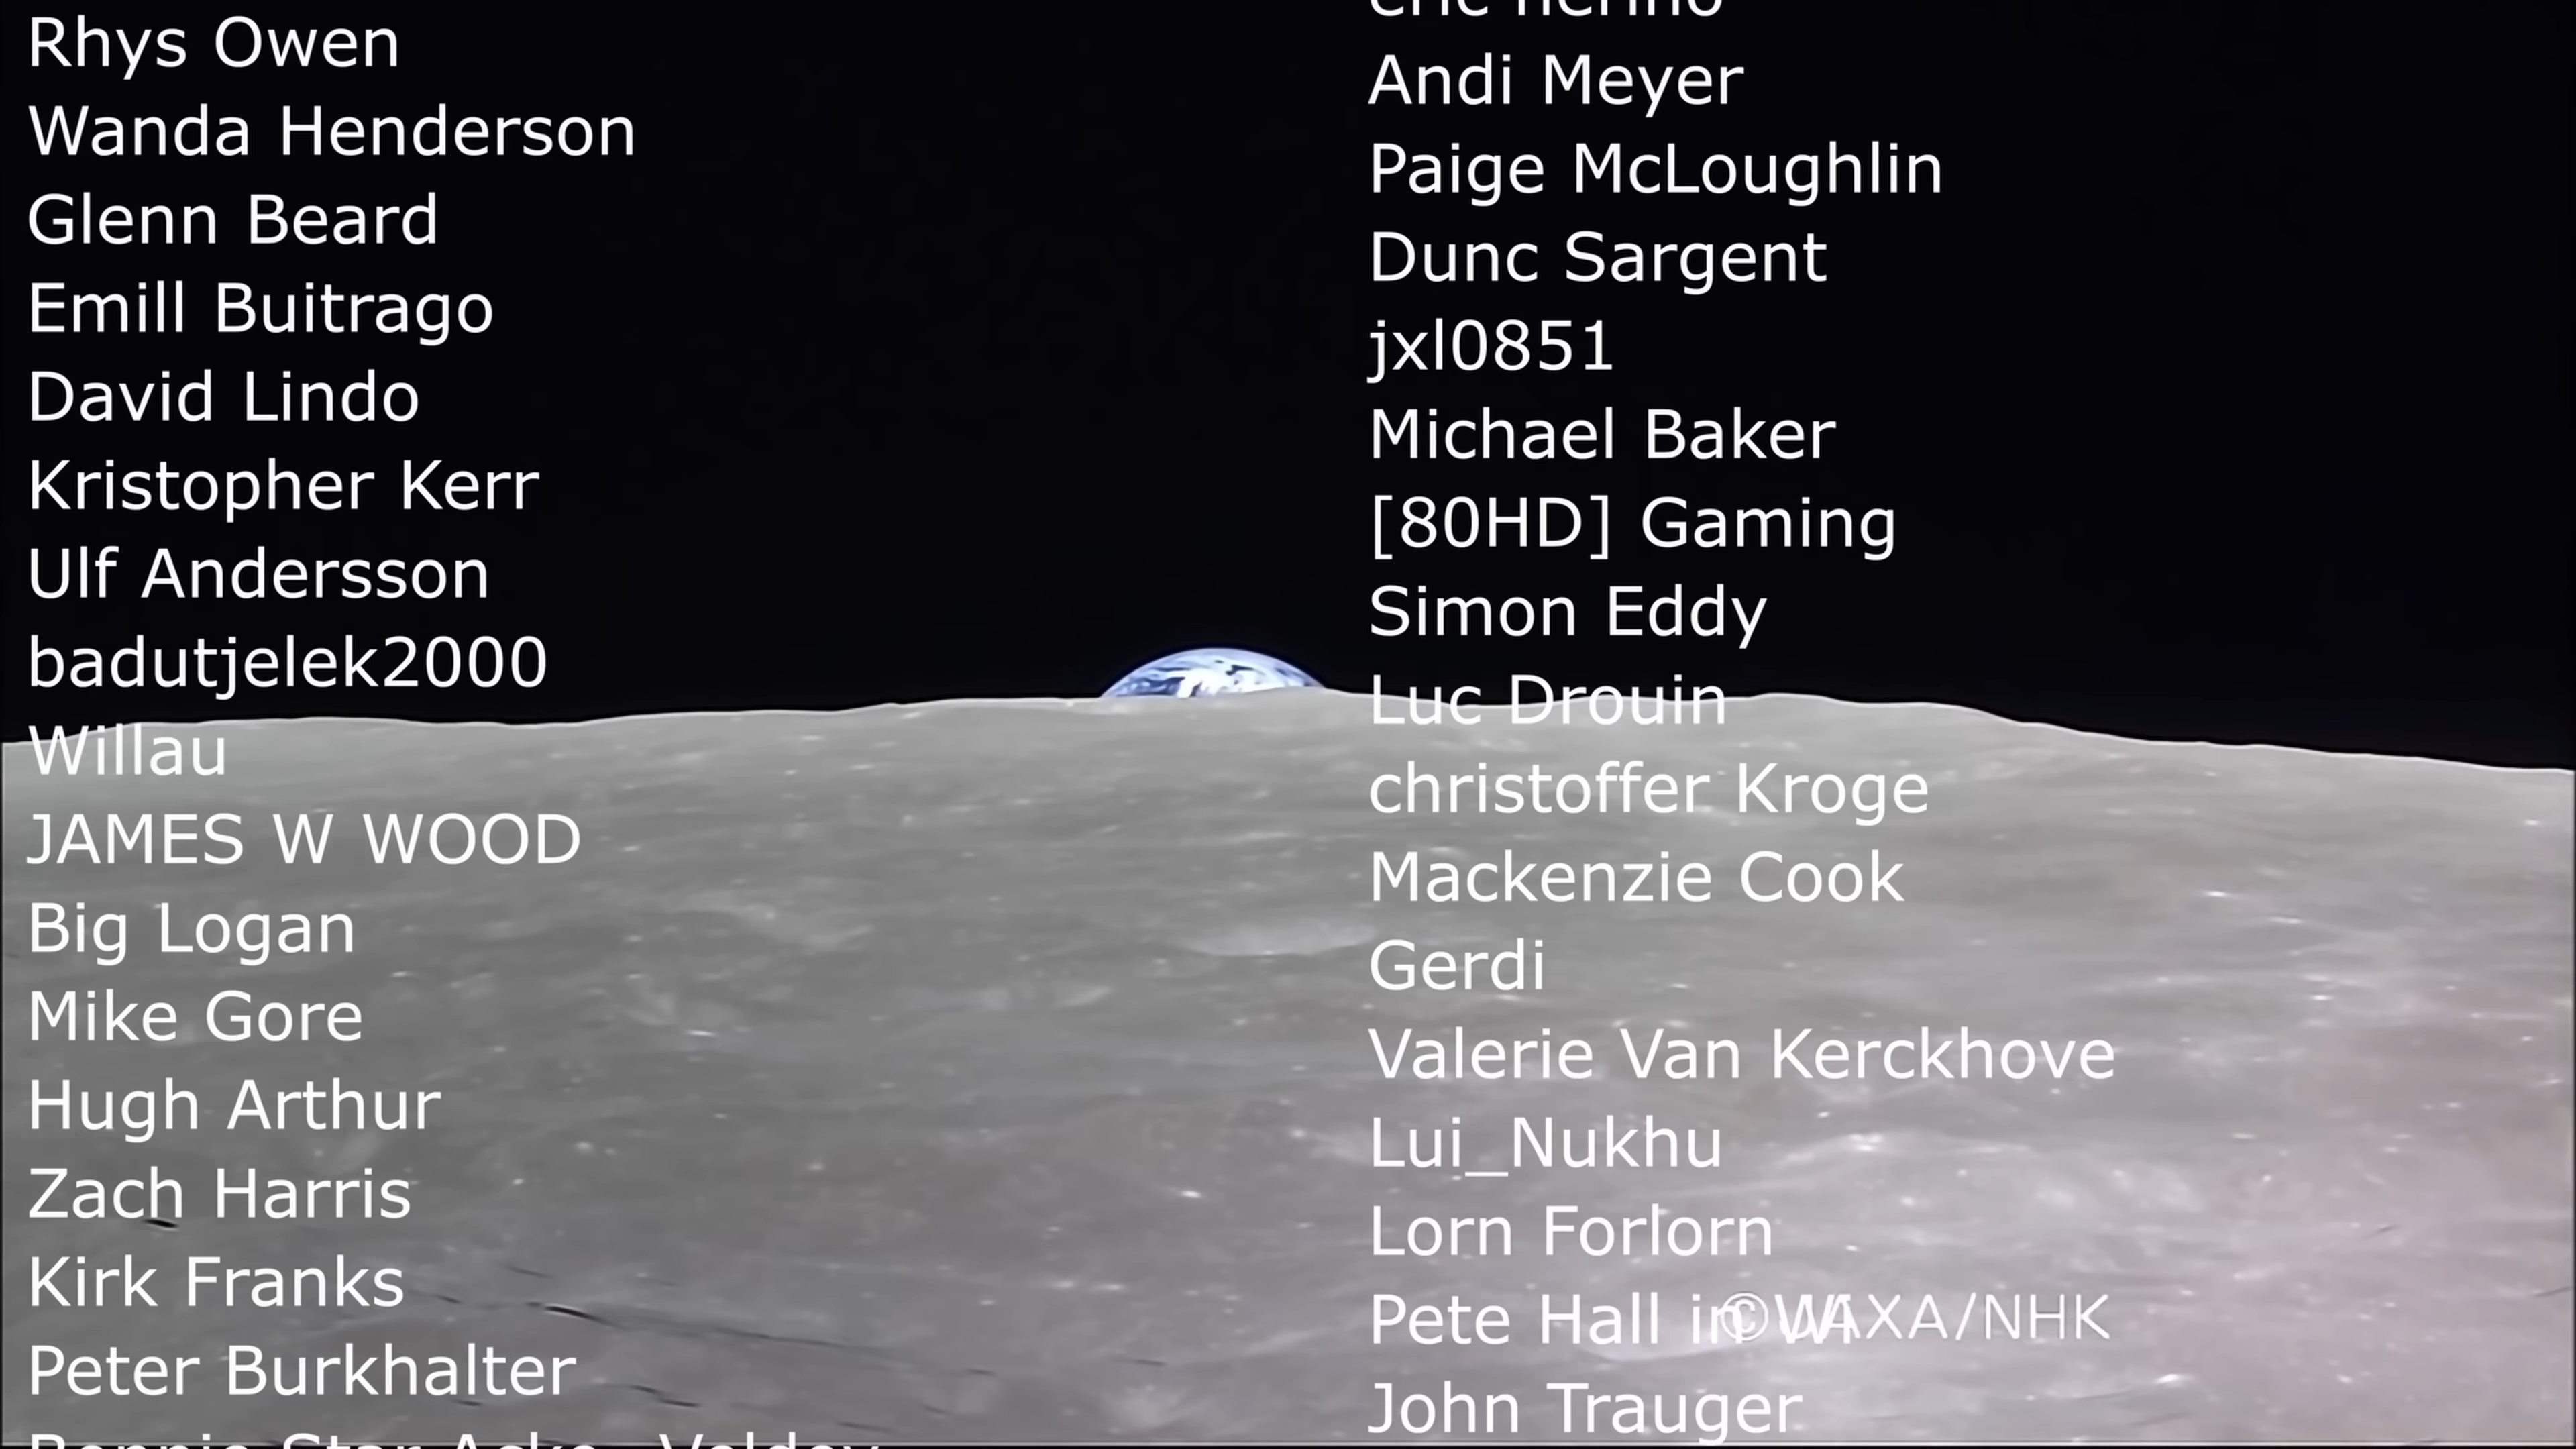 Rhys Owen
Wanda Henderson
Glenn Beard
Emill Buitrago
David Lindo
Kristopher Kerr
Ulf Andersson
badutjelek2000
Willau
JAMES W WOOD
Big Logan
Mike Gore
Hugh Arthur
Zach Harris
Kirk Franks
Peter Burkhalter
Andi Meyer
Paige McLoughlin
Dunc Sargent
jxl0851
Michael Baker
[80HD] Gaming
Simon Eddy
Luc Drouin
christoffer Kroge
Mackenzie Cook
Gerdi
Valerie Van Kerckhove
Lui_Nukhu
Lorn Forlorn
Pete Hall in WI
©JAXA/NHK
John Trauger